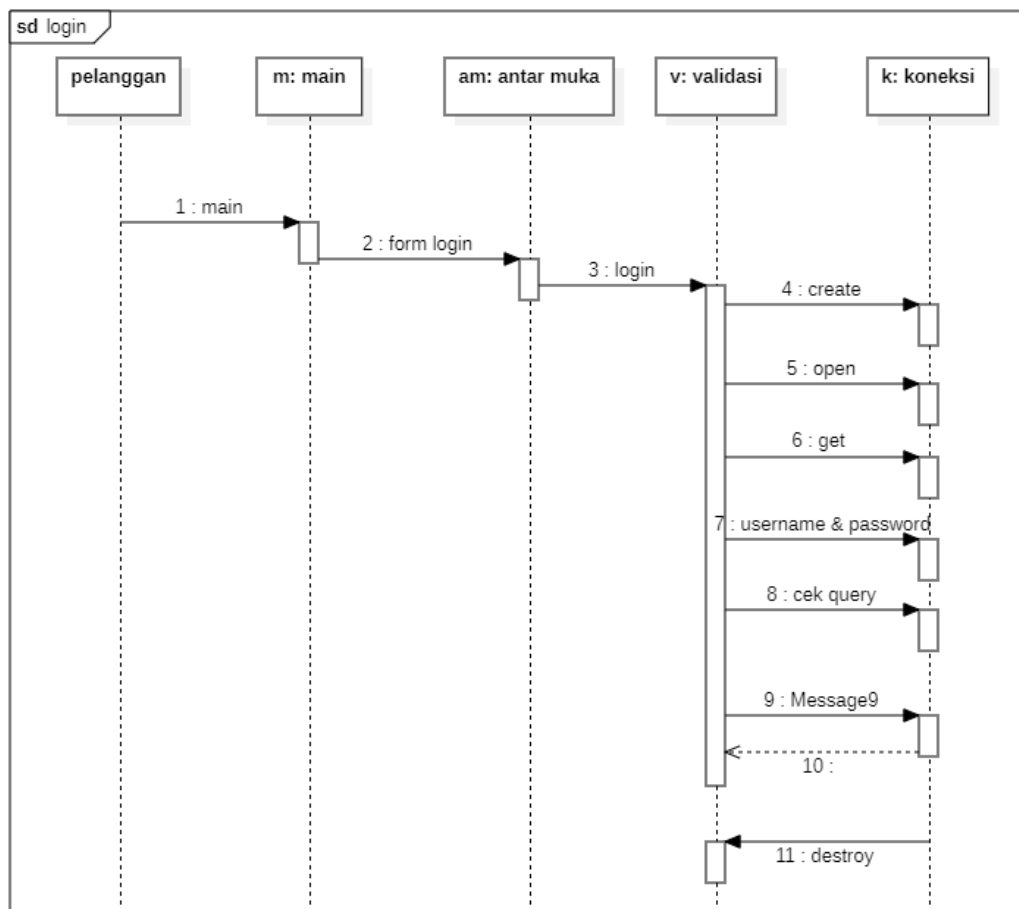 sd login
pelanggan
m: main
am: antar muka
v: validasi
k: koneksi
1 : main
2 : form login
3 : login
4 : create
5 : open
6 : get
7 : username & password
8 : cek query
9 : Message9
10 :
11 : destroy